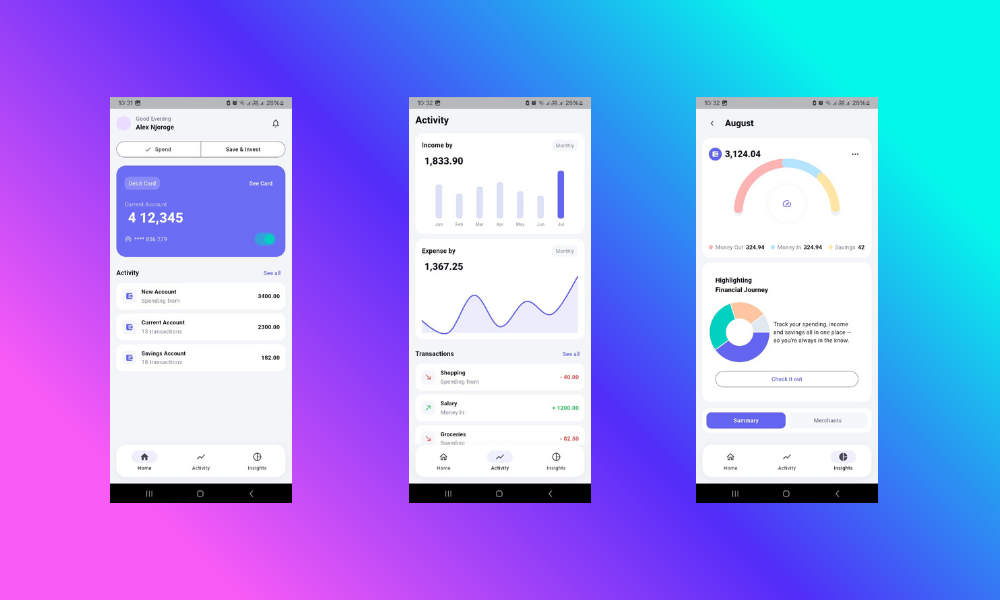 10:31
28%
Good Evening
Alex Njoroge
Spend
Save & Invest
Debit Card
See Card
Current Account
4 12,345
**** 836 279
Activity
See all
New Account
Spending from
3400.00
Current Account
13 transactions
2300.00
Savings Account
18 transactions
182.00
Home
Activity
Insights
10:32
28%
Activity
Income by
Monthly
1,833.90
Jan
Feb
Mar
Apr
May
Jun
Jul
Expense by
Monthly
1,367.25
Transactions
See all
Shopping
Spending from
- 40.00
Salary
Money In
+ 1200.00
Groceries
Spending
- 82.50
Home
Activity
Insights
10:32
28%
August
3,124.04
Money Out 324.94
Money In 324.94
Savings 42
Highlighting
Financial Journey
Track your spending, income
and savings all in one place —
so you're always in the know.
Check it out
Summary
Merchants
Home
Activity
Insights